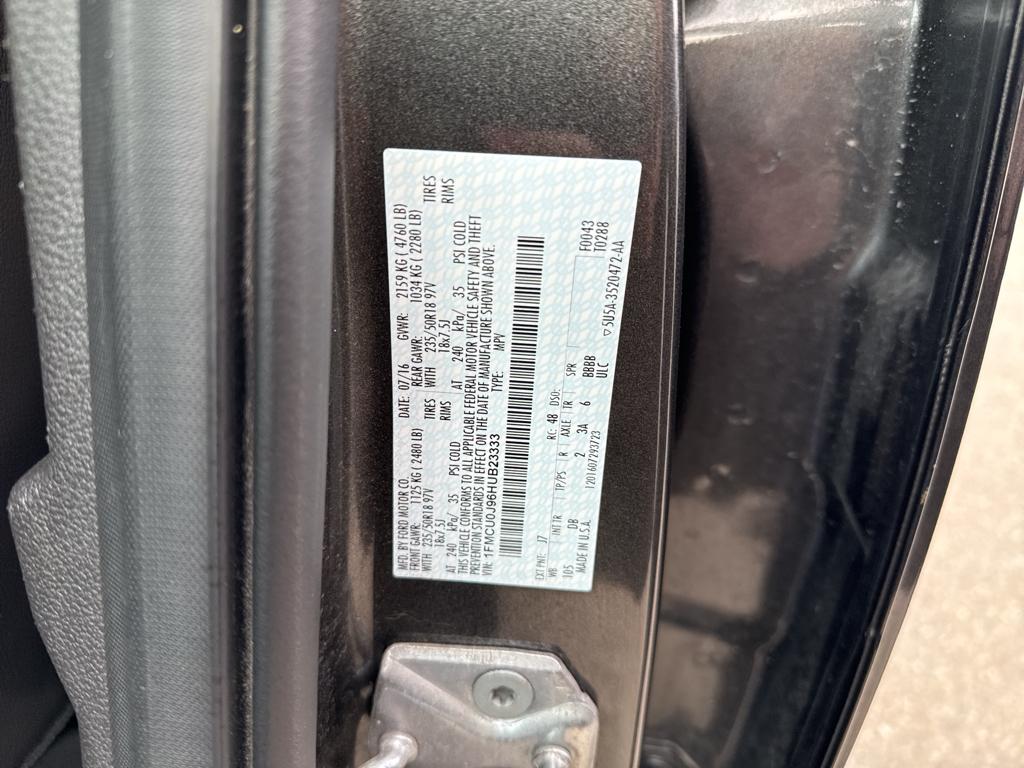 MFD. BY FORD MOTOR CO. DATE: 07/16 GVWR: 2159 KG ( 4760 LB)
FRONT GAWR: 1125 KG ( 2480 LB) REAR GAWR: 1034 KG ( 2280 LB)
WITH 235/50R18 97V TIRES WITH 235/50R18 97V TIRES
18x7.5J RIMS 18x7.5J RIMS
AT 240 kPa/ 35 PSI COLD AT 240 kPa/ 35 PSI COLD
THIS VEHICLE CONFORMS TO ALL APPLICABLE FEDERAL MOTOR VEHICLE SAFETY AND THEFT
PREVENTION STANDARDS IN EFFECT ON THE DATE OF MANUFACTURE SHOWN ABOVE.
VIN: 1FMCU0J96HUB23333 TYPE: MPV
EXT PNT: J7 RC: 48 DSO: F0043
WB INT TR TP/PS R AXLE TR SPR T0288
105 DB 2 3A 6 BBBB
MADE IN U.S.A. 1201607293723 ULC ▽5U5A-3520472-AA